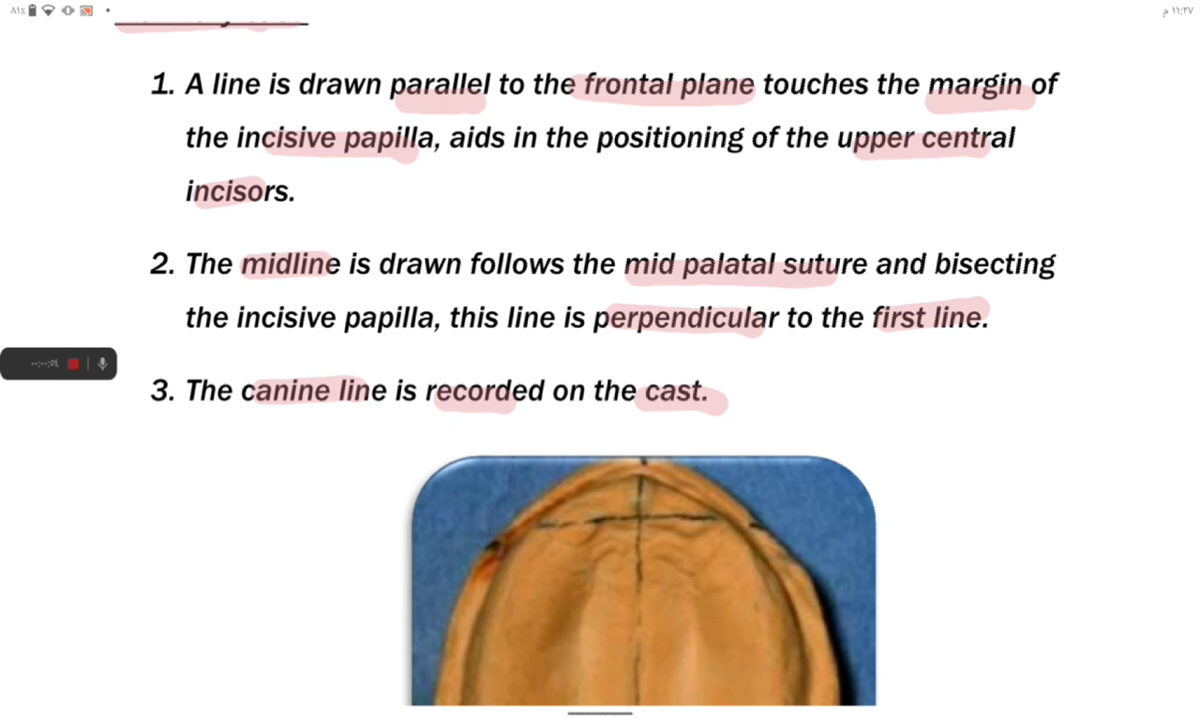 ٨١٪
١١:٢٧ م
1. A line is drawn parallel to the frontal plane touches the margin of
the incisive papilla, aids in the positioning of the upper central
incisors.
2. The midline is drawn follows the mid palatal suture and bisecting
the incisive papilla, this line is perpendicular to the first line.
3. The canine line is recorded on the cast.